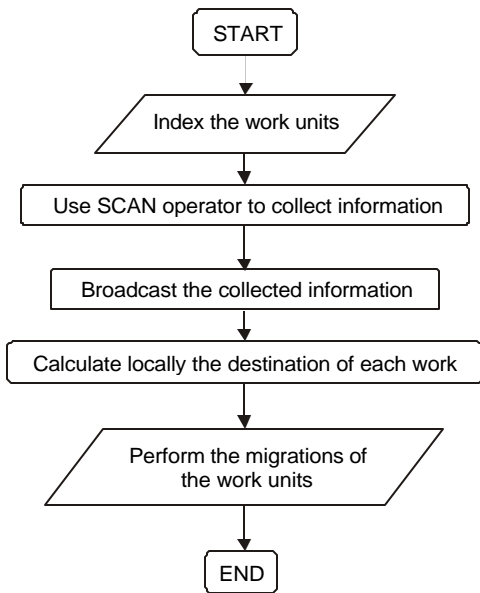 START
Index the work units
Use SCAN operator to collect information
Broadcast the collected information
Calculate locally the destination of each work
Perform the migrations of
the work units
END